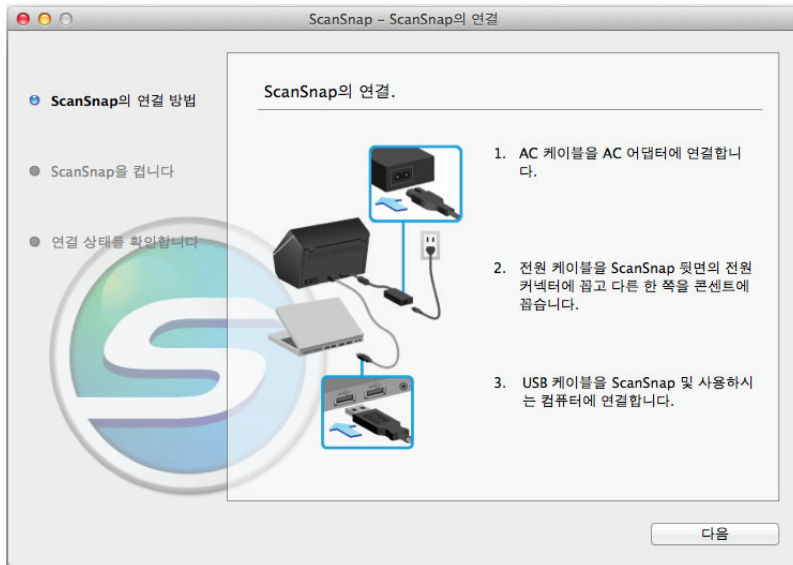 ScanSnap – ScanSnap의 연결
ScanSnap의 연결 방법
ScanSnap을 켭니다
연결 상태를 확인합니다
ScanSnap의 연결.
1. AC 케이블을 AC 어댑터에 연결합니
다.
2. 전원 케이블을 ScanSnap 뒷면의 전원
커넥터에 꼽고 다른 한 쪽을 콘센트에
꼽습니다.
3. USB 케이블을 ScanSnap 및 사용하시
는 컴퓨터에 연결합니다.
다음